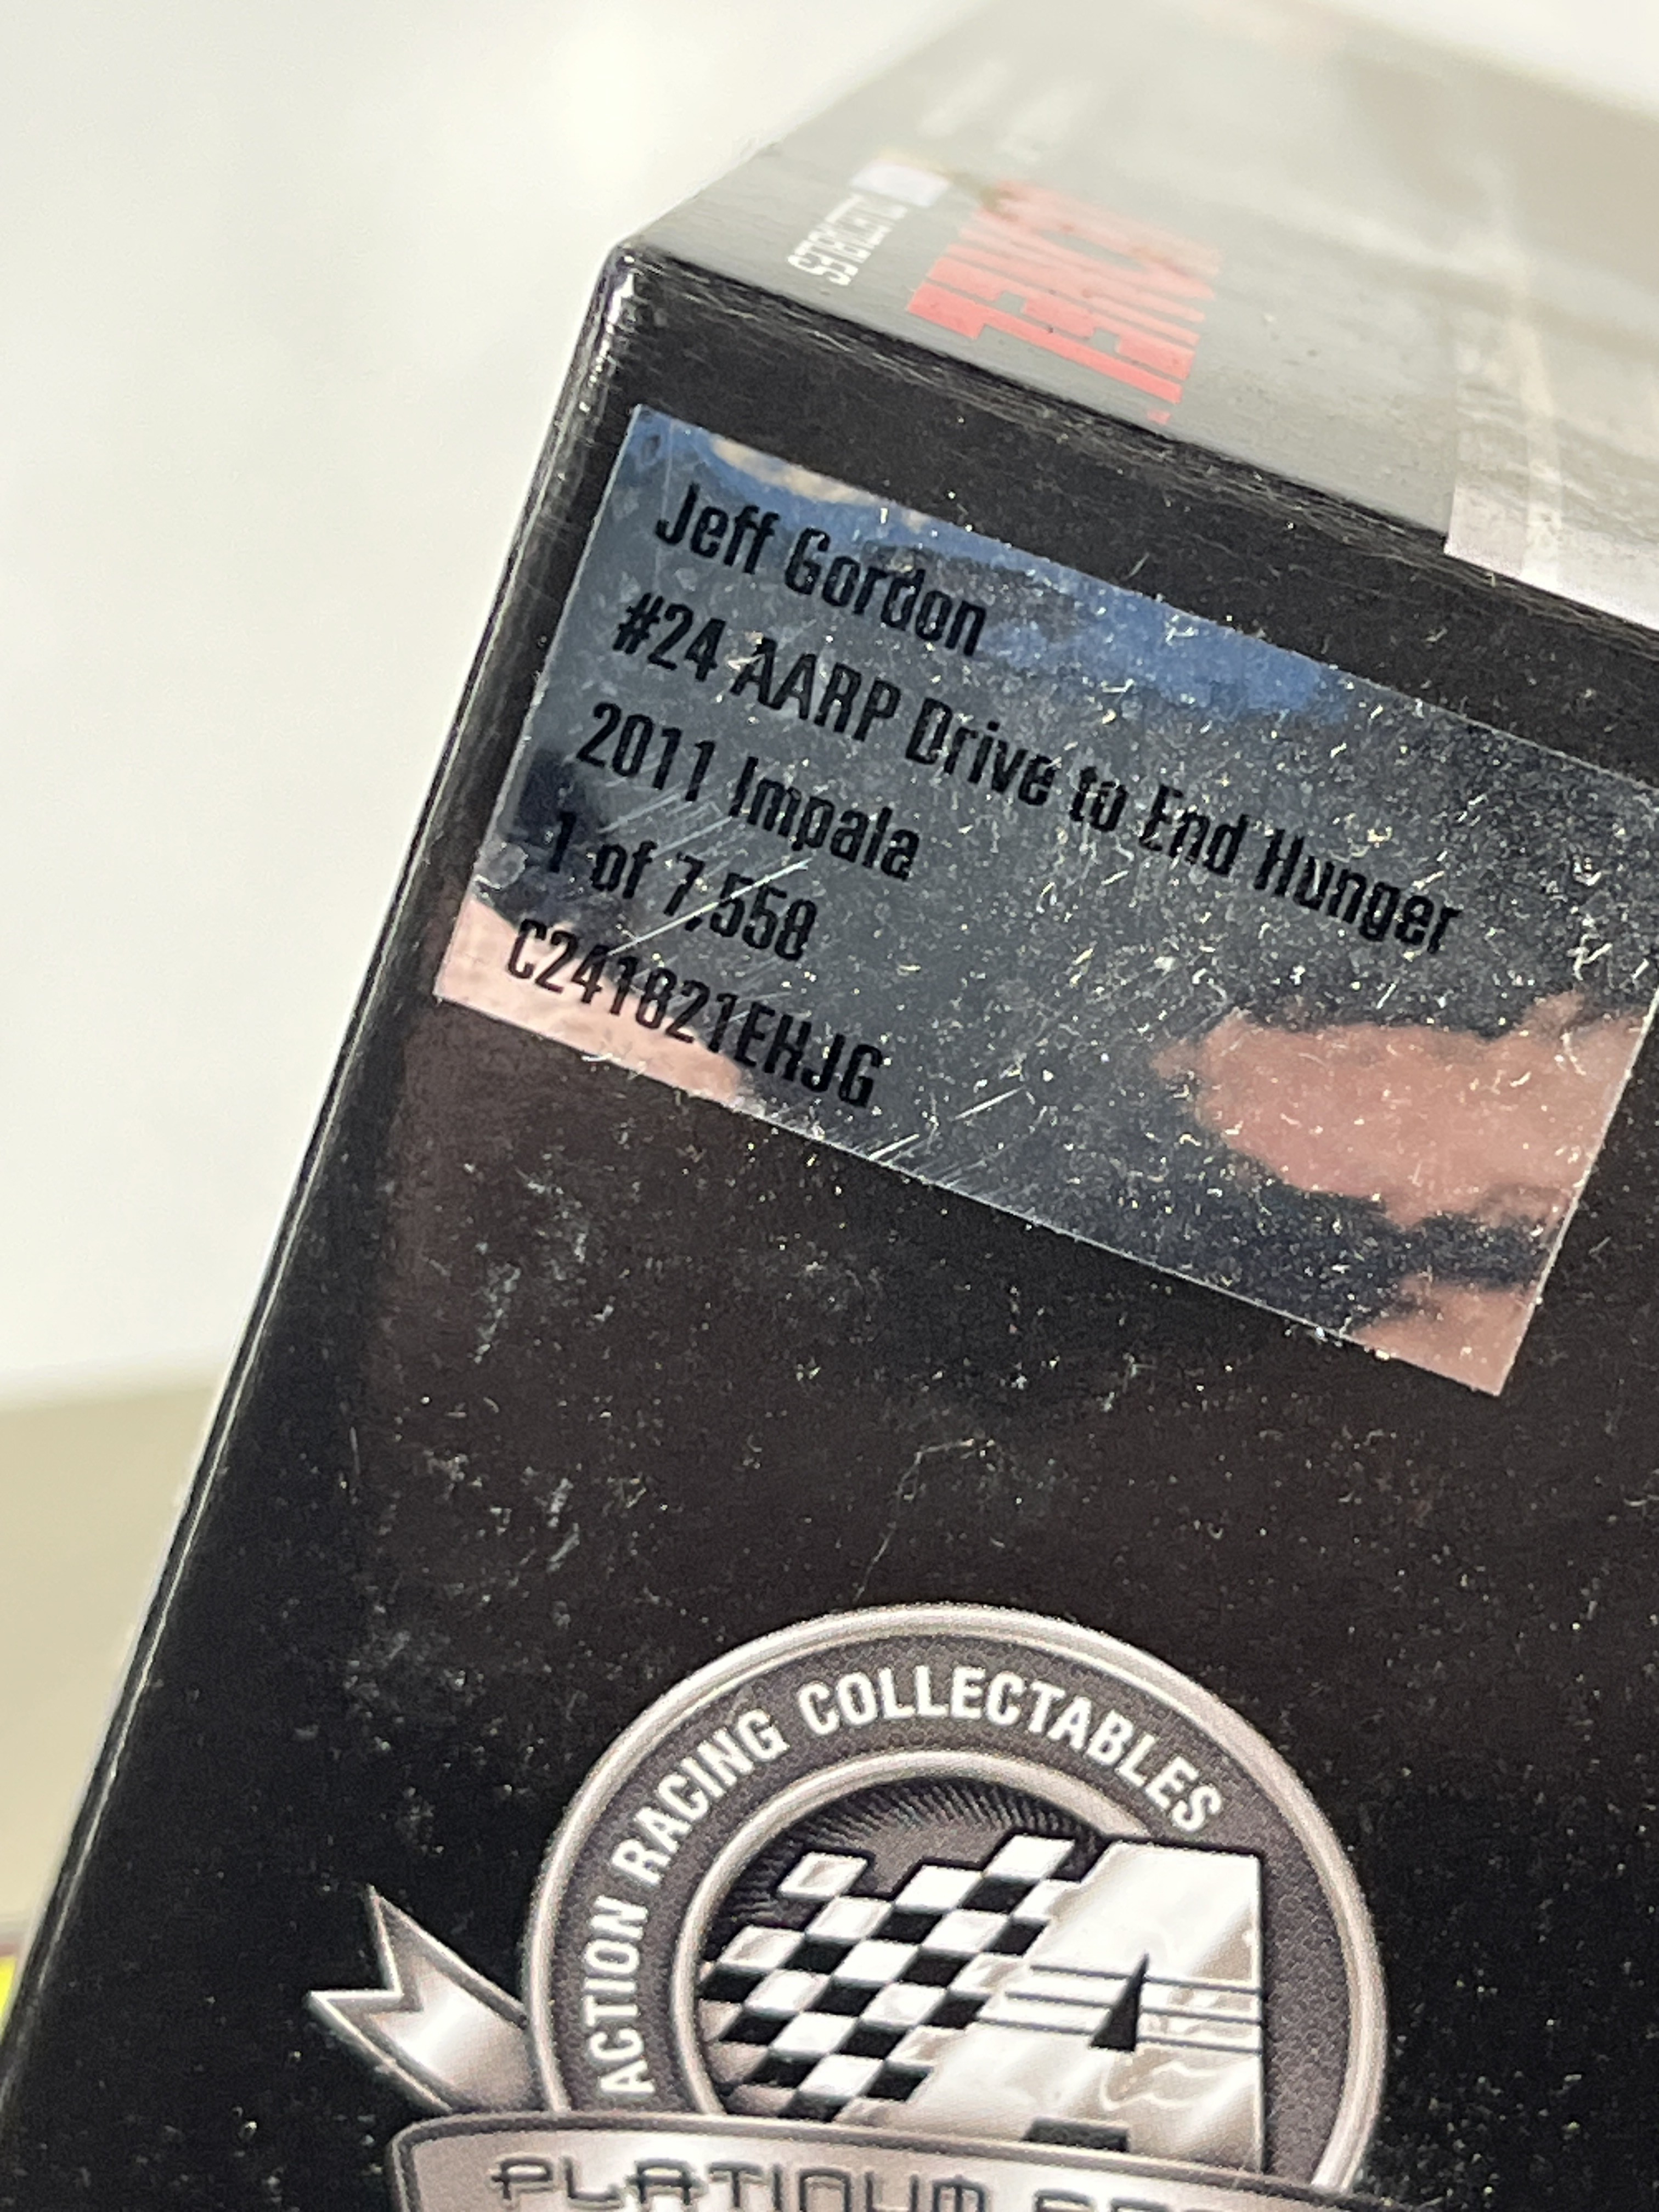 Jeff Gordon
#24 AARP Drive to End Hunger
2011 Impala
1 of 7,558
C241821EHJG
ACTION RACING COLLECTABLES
PLATINUM